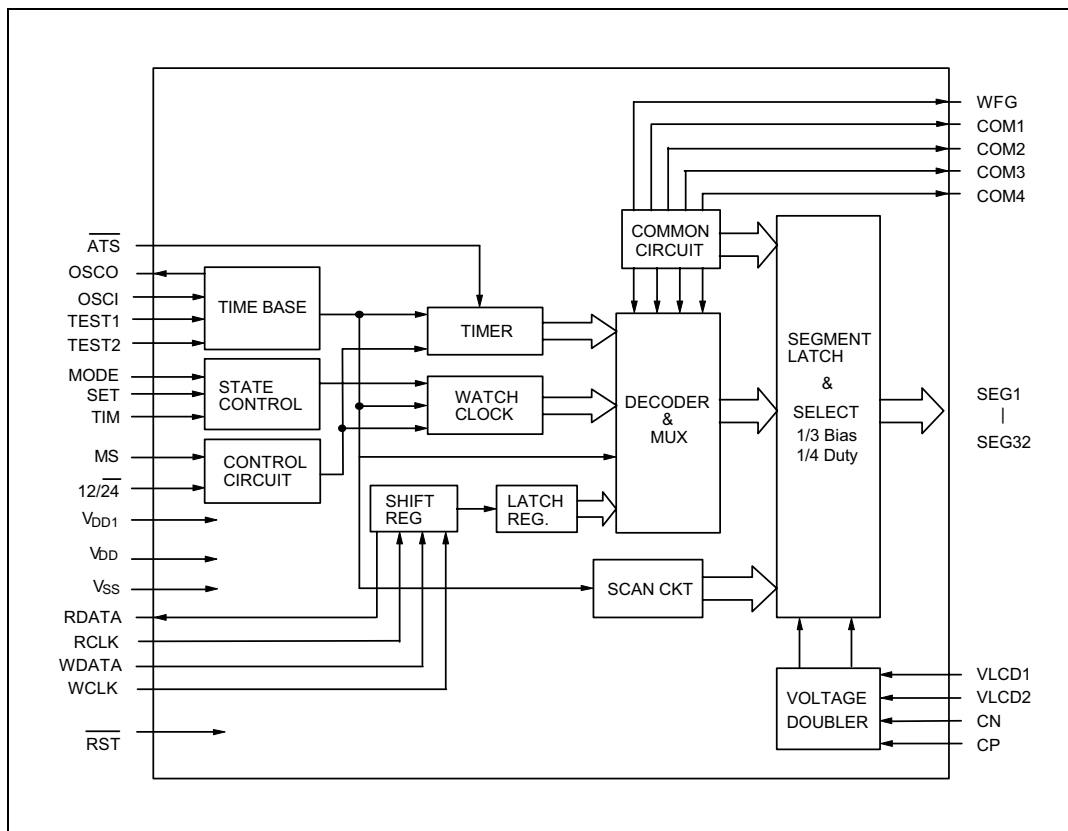 WFG
COM1
COM2
COM3
COM4
COMMON
CIRCUIT
ATS
OSCO
OSCI
TEST1
TEST2
TIME BASE
TIMER
MODE
SET
TIM
STATE
CONTROL
WATCH
CLOCK
DECODER
&
MUX
SEGMENT
LATCH
&
SELECT
1/3 Bias
1/4 Duty
SEG1
|
SEG32
MS
12/24
CONTROL
CIRCUIT
SHIFT
REG
LATCH
REG.
VDD1
VDD
VSS
SCAN CKT
RDATA
RCLK
WDATA
WCLK
RST
VOLTAGE
DOUBLER
VLCD1
VLCD2
CN
CP